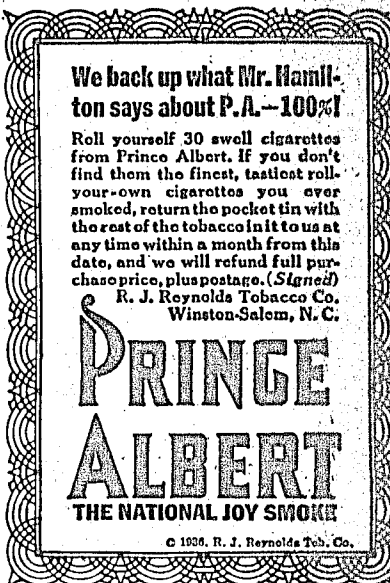 We back up what Mr. Hamil-
ton says about P.A.—100%!
Roll yourself 30 swell cigarettes
from Prince Albert. If you don't
find them the finest, tastiest roll-
your-own cigarettes you ever
smoked, return the pocket tin with
the rest of the tobacco in it to us at
any time within a month from this
date, and we will refund full pur-
chase price, plus postage. (Signed)
R. J. Reynolds Tobacco Co.
Winston-Salem, N. C.
PRINCE
ALBERT
THE NATIONAL JOY SMOKE
© 1936, R. J. Reynolds Tob. Co.